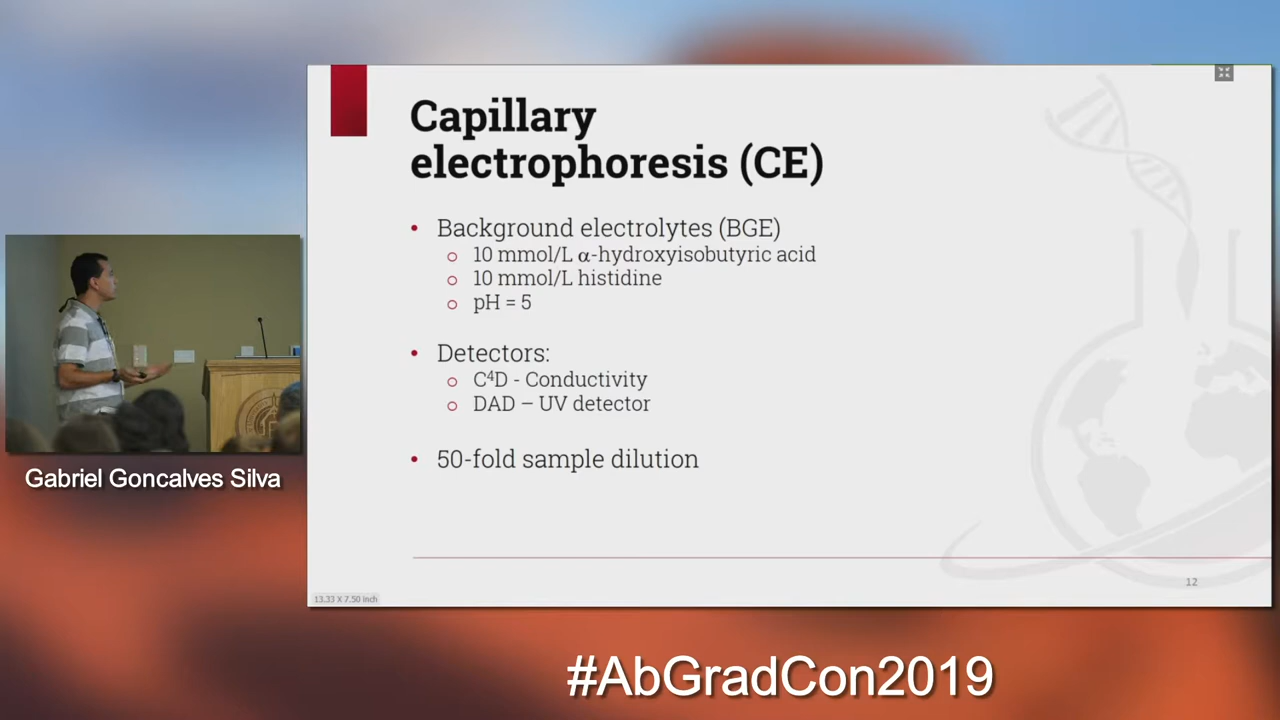 Capillary
electrophoresis (CE)
• Background electrolytes (BGE)
o 10 mmol/L α-hydroxyisobutyric acid
o 10 mmol/L histidine
o pH = 5
• Detectors:
o C⁴D - Conductivity
o DAD – UV detector
• 50-fold sample dilution
12
13.33 X 7.50 inch
Gabriel Goncalves Silva
#AbGradCon2019